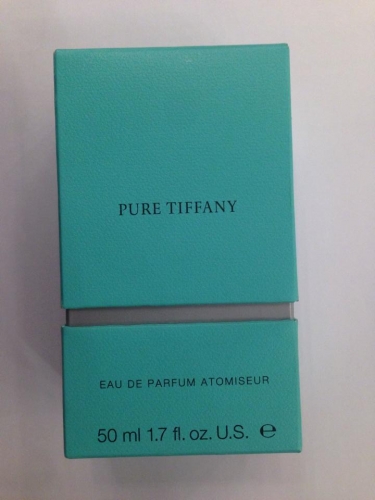 PURE TIFFANY
EAU DE PARFUM ATOMISEUR
50 ml 1.7 fl. oz. U.S. ℮